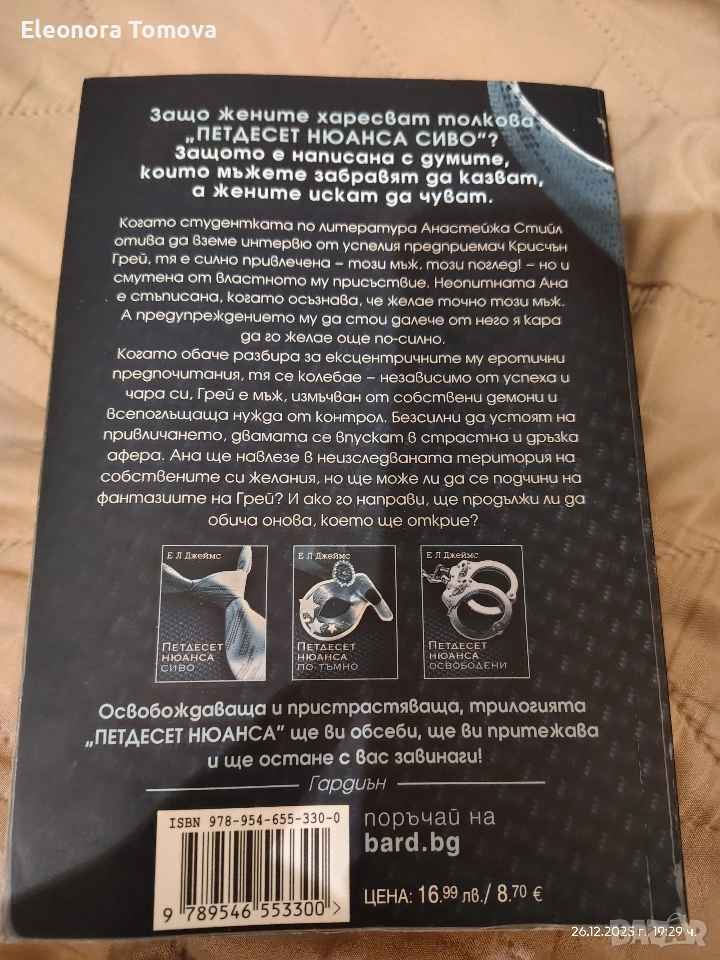 Eleonora Tomova
Защо жените харесват толкова
„ПЕТДЕСЕТ НЮАНСА СИВО"?
Защото е написана с думите,
които мъжете забравят да казват,
а жените искат да чуват.
Когато студентката по литература Анастейжа Стийл
отива да вземе интервю от успелия предприемач Крисчън
Грей, тя е силно привлечена – този мъж, този поглед! – но и
смутена от властното му присъствие. Неопитната Ана
е стъписана, когато осъзнава, че желае точно този мъж.
А предупреждението му да стои далече от него я кара
да го желае още по-силно.
Когато обаче разбира за ексцентричните му еротични
предпочитания, тя се колебае – независимо от успеха и
чара си, Грей е мъж, измъчван от собствени демони и
всепоглъщаща нужда от контрол. Безсилни да устоят на
привличането, двамата се впускат в страстна и дръзка
афера. Ана ще навлезе в неизследваната територия на
собствените си желания, но ще може ли да се подчини на
фантазиите на Грей? И ако го направи, ще продължи ли да
обича онова, което ще открие?
Е Л Джеймс
ПЕТДЕСЕТ
НЮАНСА
СИВО
Е Л Джеймс
ПЕТДЕСЕТ
НЮАНСА
ПО-ТЪМНО
Е Л Джеймс
ПЕТДЕСЕТ
НЮАНСА
ОСВОБОДЕНИ
Освобождаваща и пристрастяваща, трилогията
„ПЕТДЕСЕТ НЮАНСА" ще ви обсеби, ще ви притежава
и ще остане с вас завинаги!
Гардиън
ISBN 978-954-655-330-0
9 789546 553300 >
поръчай на
bard.bg
ЦЕНА: 16.99 лв./ 8.70 €
26.12.2025 г., 19:29 ч.
BAZAR